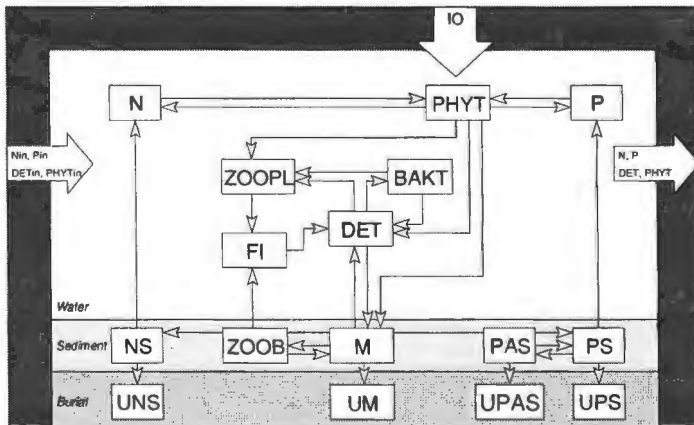 IO
N
PHYT
P
Nin, Pin
DETin, PHYTin
N, P
DET, PHYT
ZOOPL
BAKT
DET
FI
Water
Sediment
NS
ZOOB
M
PAS
PS
Burial
UNS
UM
UPAS
UPS